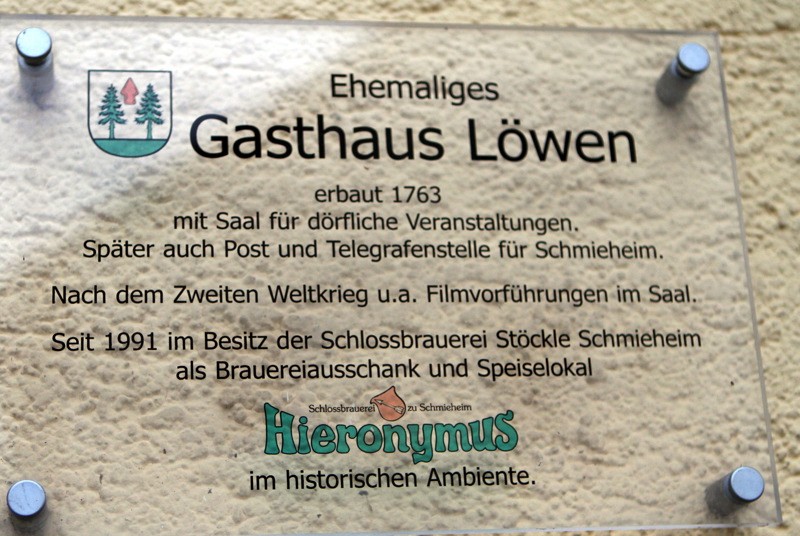 Ehemaliges
Gasthaus Löwen
erbaut 1763
mit Saal für dörfliche Veranstaltungen.
Später auch Post und Telegrafenstelle für Schmieheim.
Nach dem Zweiten Weltkrieg u.a. Filmvorführungen im Saal.
Seit 1991 im Besitz der Schlossbrauerei Stöckle Schmieheim
als Brauereiausschank und Speiselokal
Schlossbrauerei zu Schmieheim
Hieronymus
im historischen Ambiente.